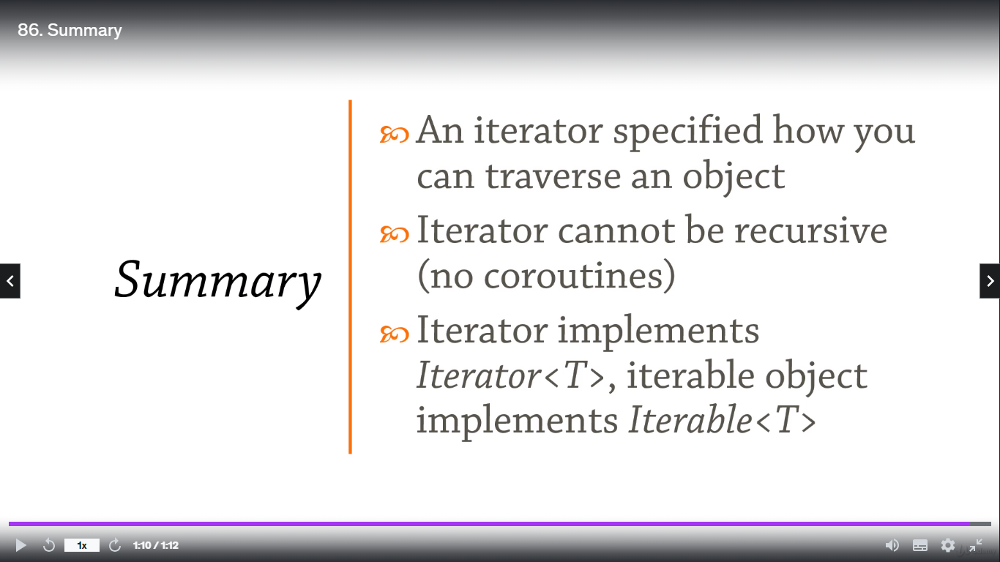 86. Summary
Summary
An iterator specified how you
can traverse an object
Iterator cannot be recursive
(no coroutines)
Iterator implements
Iterator<T>, iterable object
implements Iterable<T>
1x
1:10 / 1:12